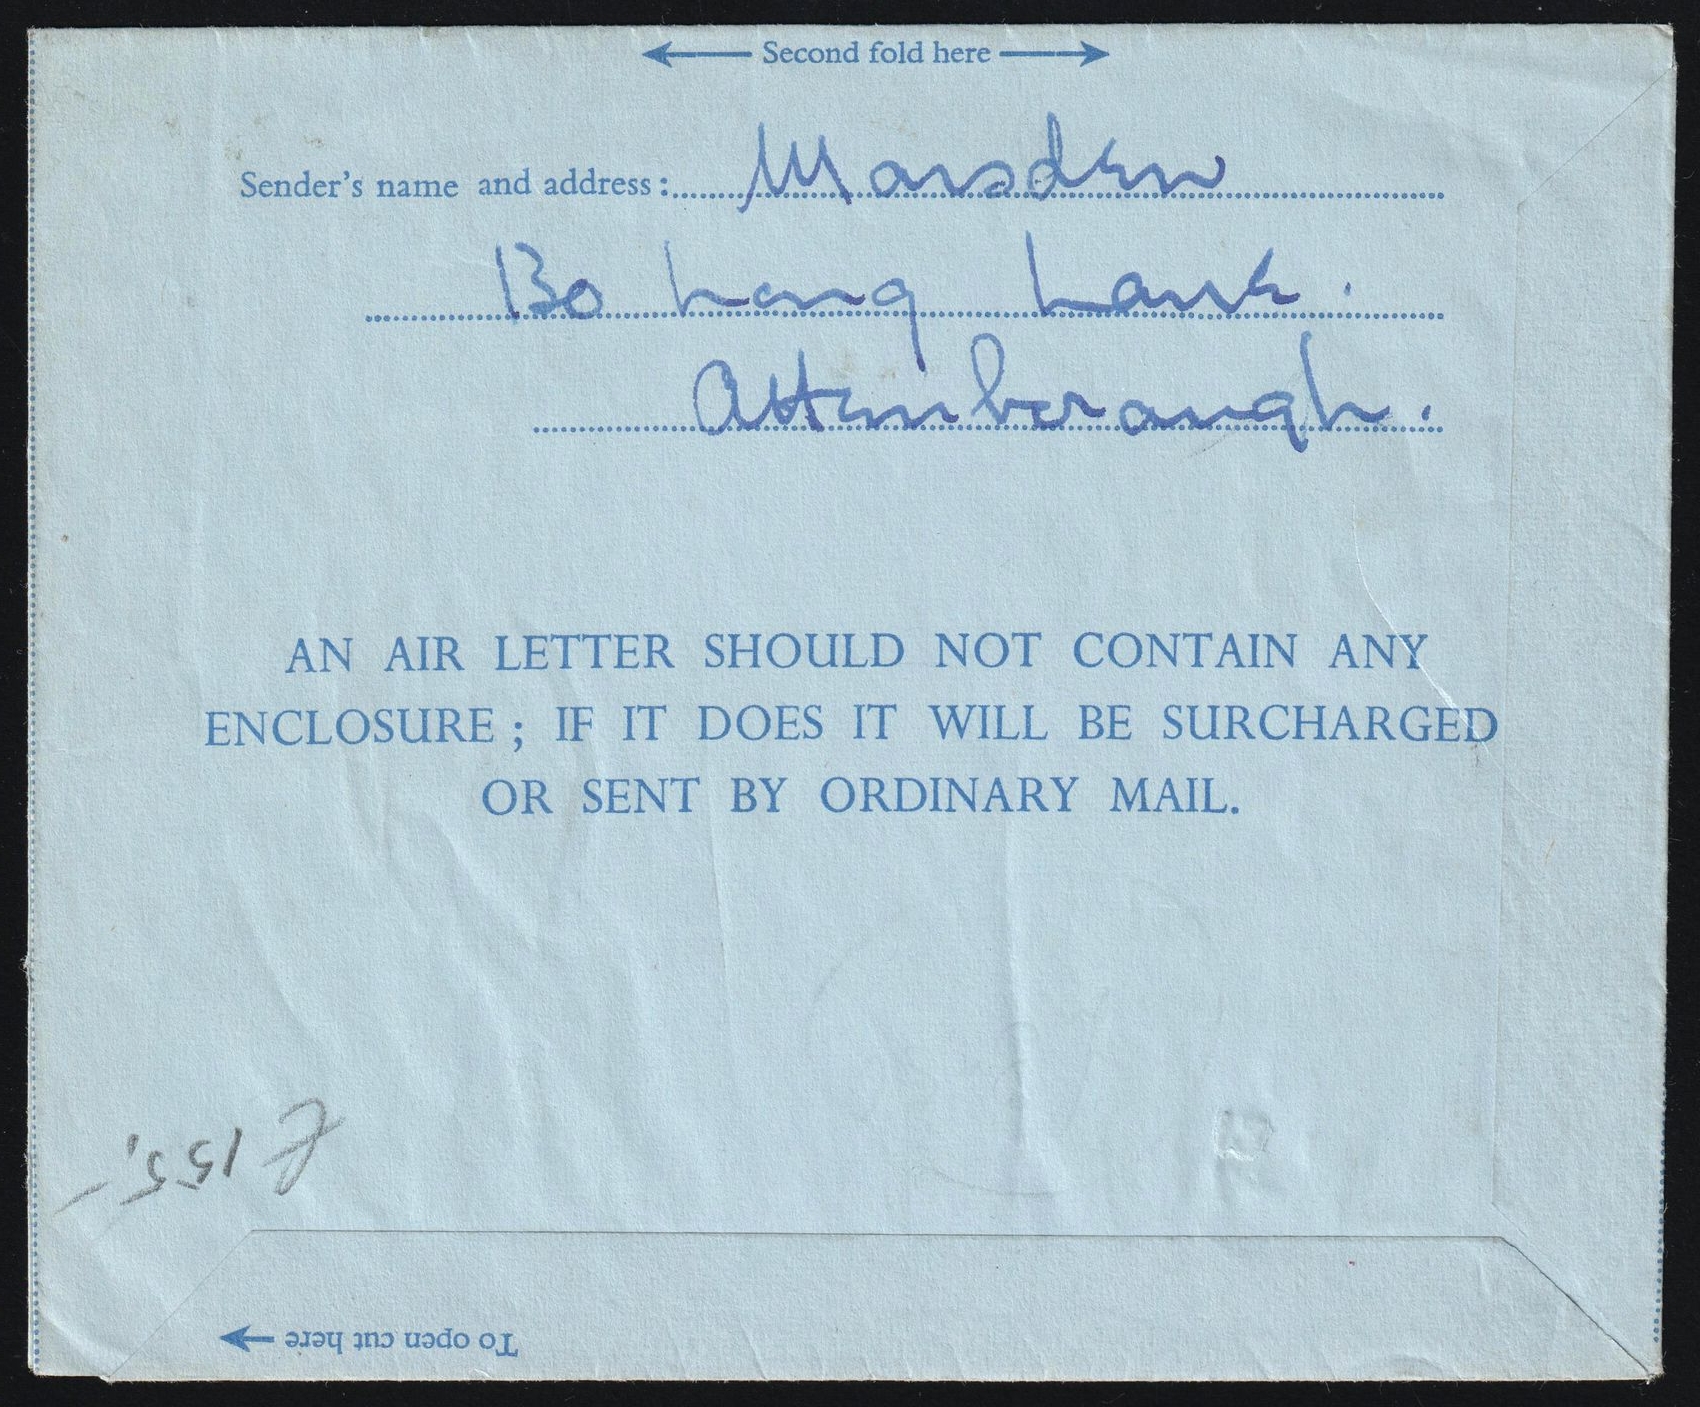 Second fold here
Sender's name and address: Marsden
130 Long Lane.
Attenborough.
AN AIR LETTER SHOULD NOT CONTAIN ANY
ENCLOSURE ; IF IT DOES IT WILL BE SURCHARGED
OR SENT BY ORDINARY MAIL.
£ 155,-
To open cut here